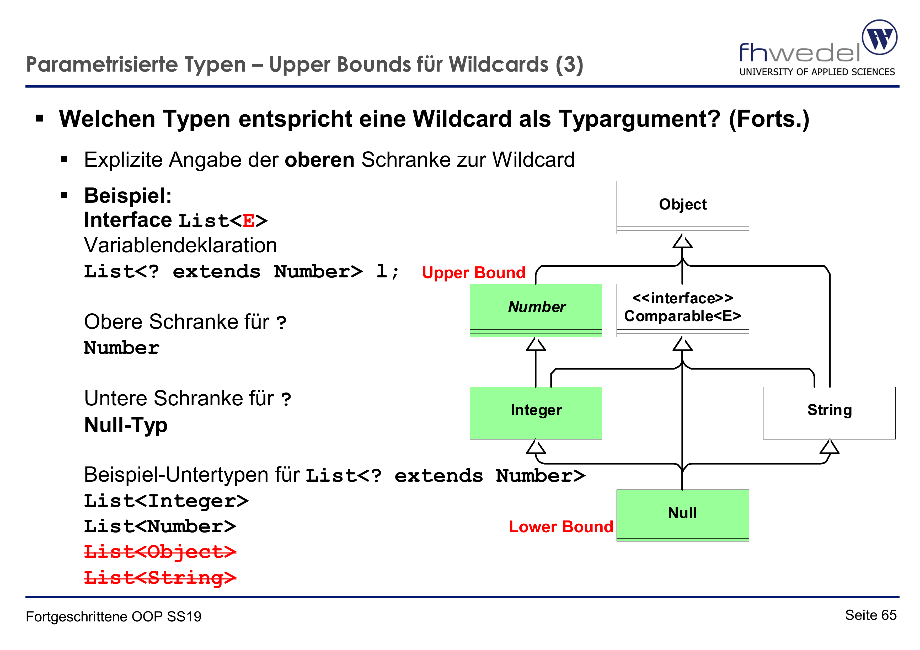 Parametrisierte Typen – Upper Bounds für Wildcards (3)
fhwedel
W
UNIVERSITY OF APPLIED SCIENCES
▪ Welchen Typen entspricht eine Wildcard als Typargument? (Forts.)
▪ Explizite Angabe der oberen Schranke zur Wildcard
▪ Beispiel:
Interface List<E>
Variablendeklaration
List<? extends Number> l;
Obere Schranke für ?
Number
Untere Schranke für ?
Null-Typ
Beispiel-Untertypen für List<? extends Number>
List<Integer>
List<Number>
List<Object>
List<String>
Object
Upper Bound
Number
<<interface>>
Comparable<E>
Integer
String
Lower Bound
Null
Fortgeschrittene OOP SS19
Seite 65